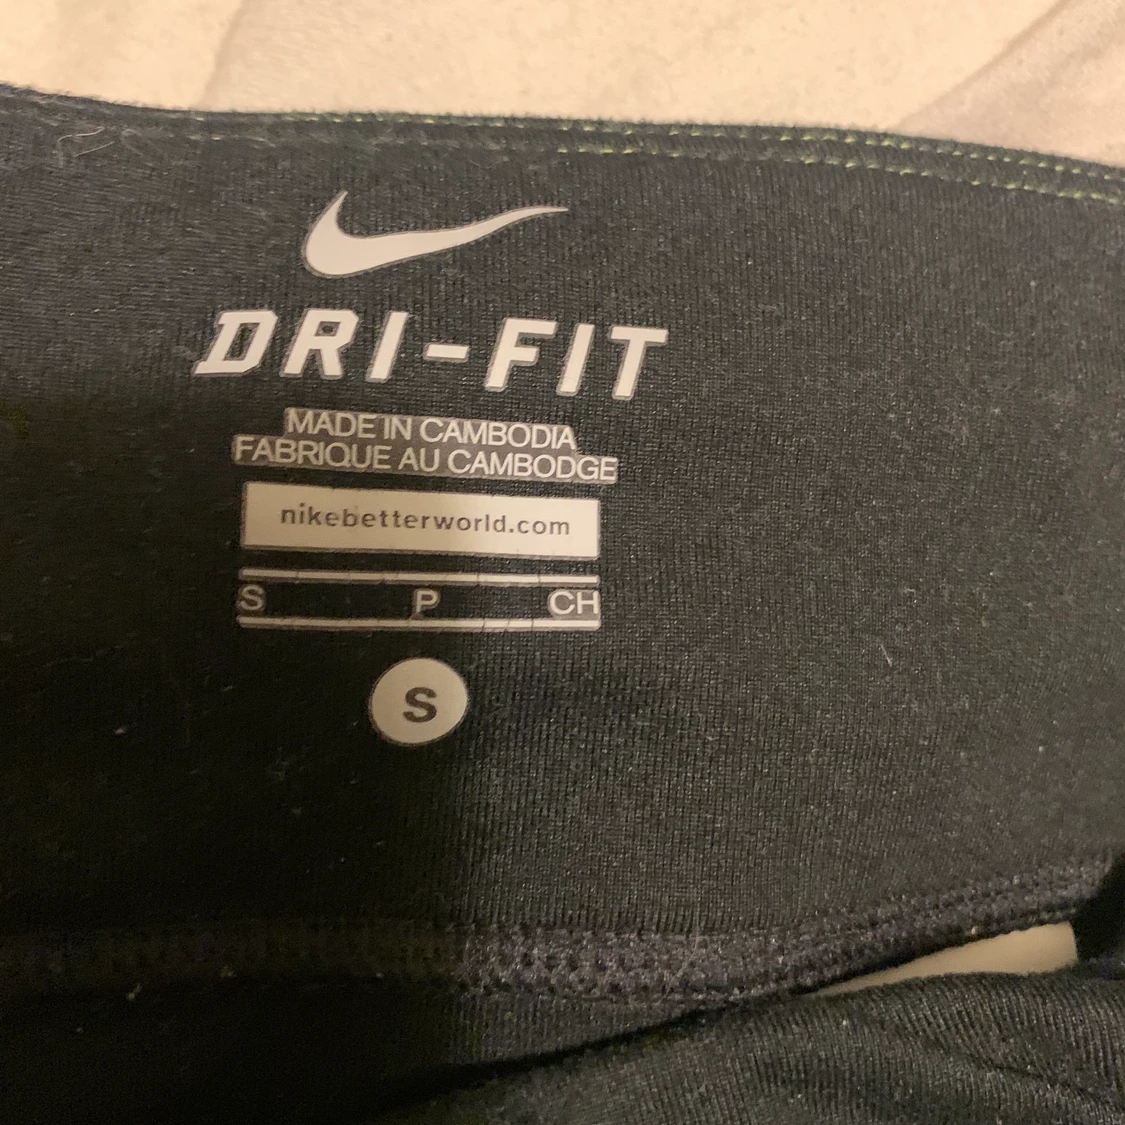 DRI-FIT
MADE IN CAMBODIA
FABRIQUE AU CAMBODGE
nikebetterworld.com
S P CH
S